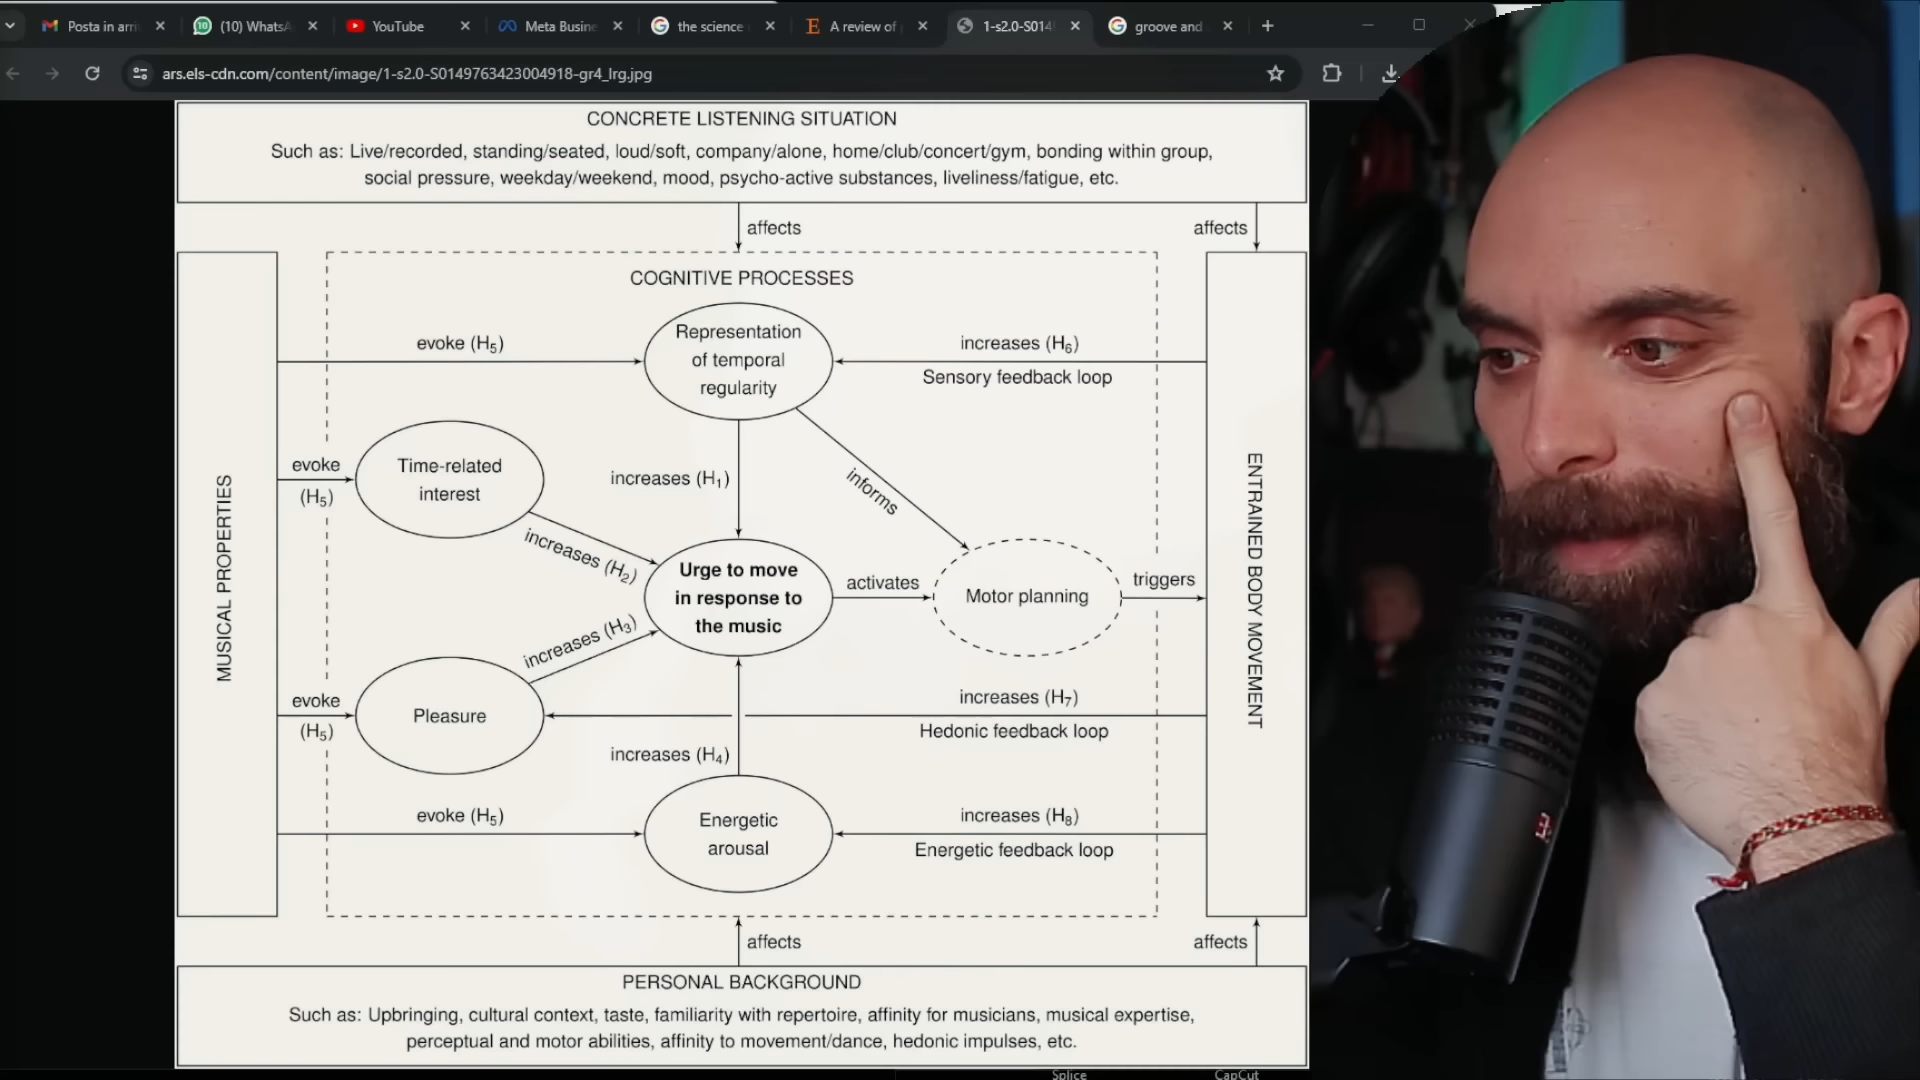 Posta in arri
(10) WhatsA
YouTube
Meta Busine
the science
A review of
1-s2.0-S014
groove and
ars.els-cdn.com/content/image/1-s2.0-S0149763423004918-gr4_lrg.jpg
CONCRETE LISTENING SITUATION
Such as: Live/recorded, standing/seated, loud/soft, company/alone, home/club/concert/gym, bonding within group,
social pressure, weekday/weekend, mood, psycho-active substances, liveliness/fatigue, etc.
affects
affects
MUSICAL PROPERTIES
COGNITIVE PROCESSES
evoke (H5)
Representation
of temporal
regularity
increases (H6)
Sensory feedback loop
evoke
(H5)
Time-related
interest
increases (H1)
informs
increases (H2)
Urge to move
in response to
the music
activates
Motor planning
triggers
ENTRAINED BODY MOVEMENT
increases (H3)
evoke
(H5)
Pleasure
increases (H7)
Hedonic feedback loop
increases (H4)
evoke (H5)
Energetic
arousal
increases (H8)
Energetic feedback loop
affects
affects
PERSONAL BACKGROUND
Such as: Upbringing, cultural context, taste, familiarity with repertoire, affinity for musicians, musical expertise,
perceptual and motor abilities, affinity to movement/dance, hedonic impulses, etc.
Splice
CapCut